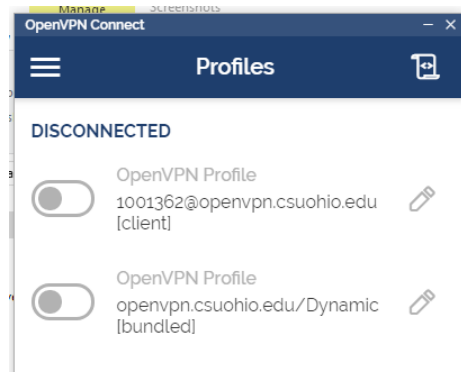 Manage
Screenshots
OpenVPN Connect
Profiles
DISCONNECTED
OpenVPN Profile
1001362@openvpn.csuohio.edu
[client]
OpenVPN Profile
openvpn.csuohio.edu/Dynamic
[bundled]